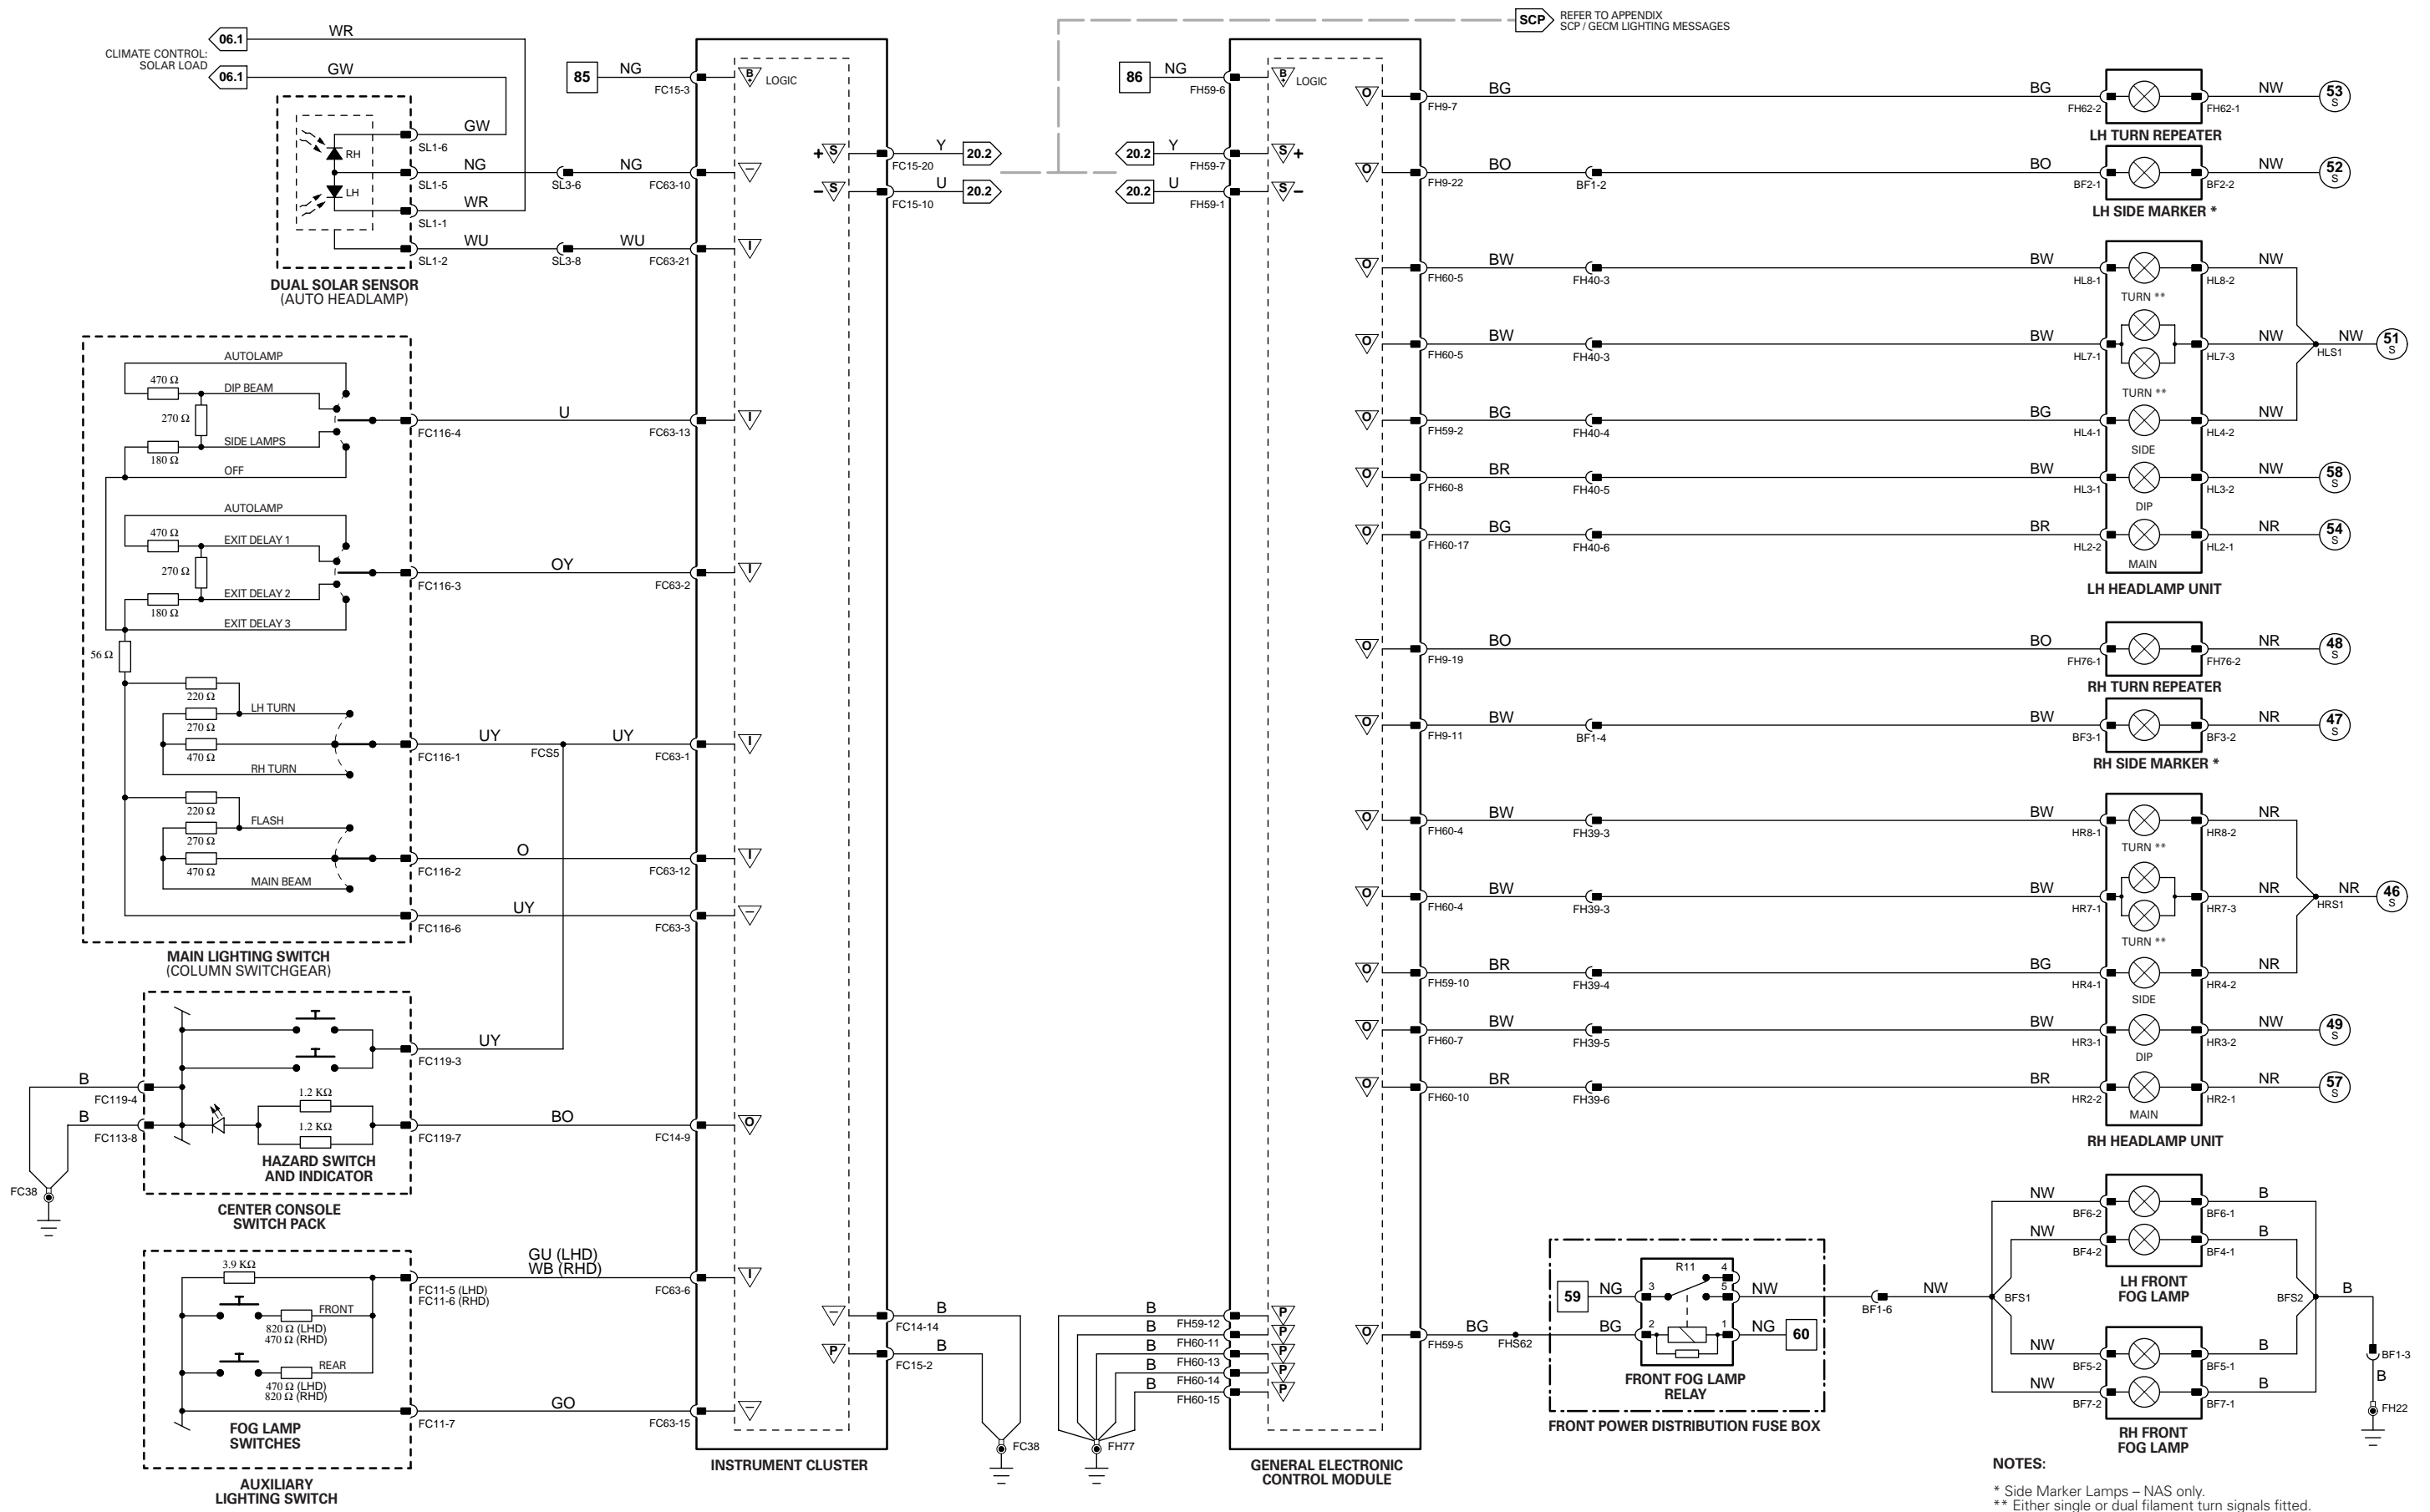 SCP
REFER TO APPENDIX
SCP / GECM LIGHTING MESSAGES
06.1
WR
CLIMATE CONTROL:
SOLAR LOAD
06.1
GW
GW
SL1-6
RH
NG
SL1-5
SL3-6
NG
FC63-10
LH
WR
SL1-1
WU
SL1-2
SL3-8
WU
FC63-21
I
DUAL SOLAR SENSOR
(AUTO HEADLAMP)
AUTOLAMP
470 Ω
DIP BEAM
270 Ω
SIDE LAMPS
180 Ω
OFF
FC116-4
U
FC63-13
I
AUTOLAMP
470 Ω
EXIT DELAY 1
270 Ω
EXIT DELAY 2
180 Ω
EXIT DELAY 3
FC116-3
OY
FC63-2
I
56 Ω
220 Ω
LH TURN
270 Ω
470 Ω
RH TURN
FC116-1
UY
FCS5
UY
FC63-1
I
220 Ω
FLASH
270 Ω
470 Ω
MAIN BEAM
FC116-2
O
FC63-12
I
FC116-6
UY
FC63-3
MAIN LIGHTING SWITCH
(COLUMN SWITCHGEAR)
FC119-3
UY
B
FC119-4
B
FC113-8
1.2 KΩ
1.2 KΩ
FC119-7
BO
FC14-9
O
HAZARD SWITCH
AND INDICATOR
FC38
CENTER CONSOLE
SWITCH PACK
3.9 KΩ
FC11-5 (LHD)
FC11-6 (RHD)
GU (LHD)
WB (RHD)
FC63-6
I
FRONT
820 Ω (LHD)
470 Ω (RHD)
REAR
470 Ω (LHD)
820 Ω (RHD)
FC11-7
GO
FC63-15
FOG LAMP
SWITCHES
AUXILIARY
LIGHTING SWITCH
85
NG
FC15-3
B+
LOGIC
+ S
FC15-20
Y
20.2
– S
FC15-10
U
20.2
FC14-14
B
P
FC15-2
B
FC38
INSTRUMENT CLUSTER
86
NG
FH59-6
B+
LOGIC
20.2
Y
FH59-7
S +
20.2
U
FH59-1
S –
B
FH59-12
P
B
FH60-11
P
B
FH60-13
P
B
FH60-14
P
B
FH60-15
P
FH77
GENERAL ELECTRONIC
CONTROL MODULE
O
FH9-7
BG
BG
FH62-2
FH62-1
NW
53
S
LH TURN REPEATER
O
FH9-22
BO
BF1-2
BO
BF2-1
BF2-2
NW
52
S
LH SIDE MARKER *
O
FH60-5
BW
FH40-3
BW
HL8-1
HL8-2
NW
TURN **
O
FH60-5
BW
FH40-3
BW
HL7-1
HL7-3
NW
HLS1
NW
51
S
TURN **
O
FH59-2
BG
FH40-4
BG
HL4-1
HL4-2
NW
SIDE
O
FH60-8
BR
FH40-5
BW
HL3-1
HL3-2
NW
58
S
DIP
O
FH60-17
BG
FH40-6
BR
HL2-2
HL2-1
NR
54
S
MAIN
LH HEADLAMP UNIT
O
FH9-19
BO
BO
FH76-1
FH76-2
NR
48
S
RH TURN REPEATER
O
FH9-11
BW
BF1-4
BW
BF3-1
BF3-2
NR
47
S
RH SIDE MARKER *
O
FH60-4
BW
FH39-3
BW
HR8-1
HR8-2
NR
TURN **
O
FH60-4
BW
FH39-3
BW
HR7-1
HR7-3
NR
HRS1
NR
46
S
TURN **
O
FH59-10
BR
FH39-4
BG
HR4-1
HR4-2
NR
SIDE
O
FH60-7
BW
FH39-5
BW
HR3-1
HR3-2
NW
49
S
DIP
O
FH60-10
BR
FH39-6
BR
HR2-2
HR2-1
NR
57
S
MAIN
RH HEADLAMP UNIT
O
FH59-5
BG
FHS62
BG
59
NG
R11
3
4
5
2
1
NW
NG
60
FRONT FOG LAMP
RELAY
FRONT POWER DISTRIBUTION FUSE BOX
BF1-6
NW
BFS1
NW
BF6-2
BF6-1
B
NW
BF4-2
BF4-1
B
LH FRONT
FOG LAMP
BFS2
B
NW
BF5-2
BF5-1
B
NW
BF7-2
BF7-1
B
RH FRONT
FOG LAMP
BF1-3
B
FH22
NOTES:
* Side Marker Lamps – NAS only.
** Either single or dual filament turn signals fitted.